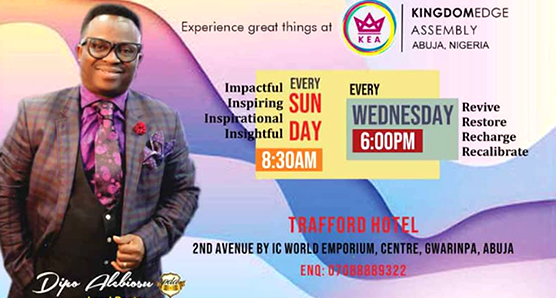 Experience great things at
KEA
KINGDOMEDGE
ASSEMBLY
ABUJA, NIGERIA
Impactful
Inspiring
Inspirational
Insightful
EVERY
SUN
DAY
8:30AM
EVERY
WEDNESDAY
6:00PM
Revive
Restore
Recharge
Recalibrate
TRAFFORD HOTEL
2ND AVENUE BY IC WORLD EMPORIUM, CENTRE, GWARINPA, ABUJA
ENQ: 07088889322
Dipo Alebiosu